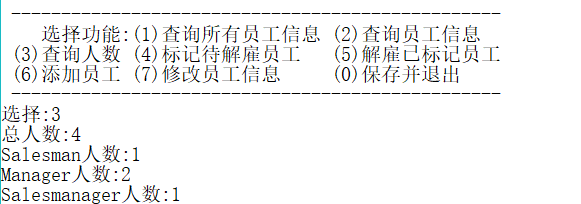 ------------------------------------------------
选择功能:(1)查询所有员工信息 (2)查询员工信息
(3)查询人数 (4)标记待解雇员工 (5)解雇已标记员工
(6)添加员工 (7)修改员工信息 (0)保存并退出
------------------------------------------------
选择:3
总人数:4
Salesman人数:1
Manager人数:2
Salesmanager人数:1